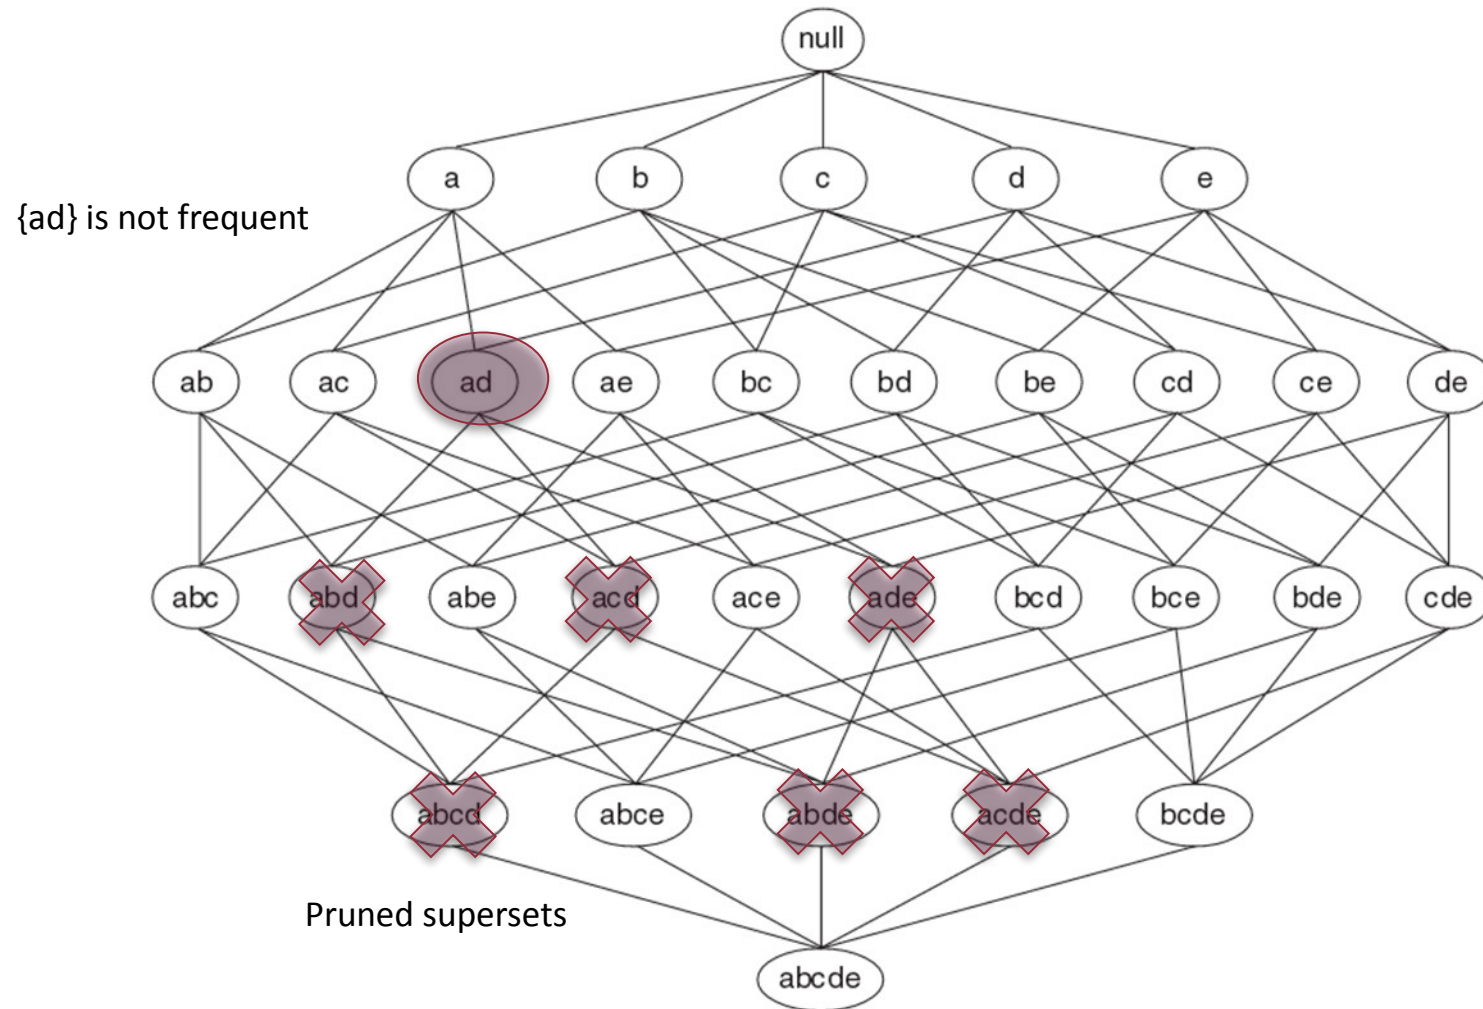 null
a b c d e
{ad} is not frequent
ab ac ad ae bc bd be cd ce de
abc abd abe acd ace ade bcd bce bde cde
abcd abce abde acde bcde
Pruned supersets
abcde